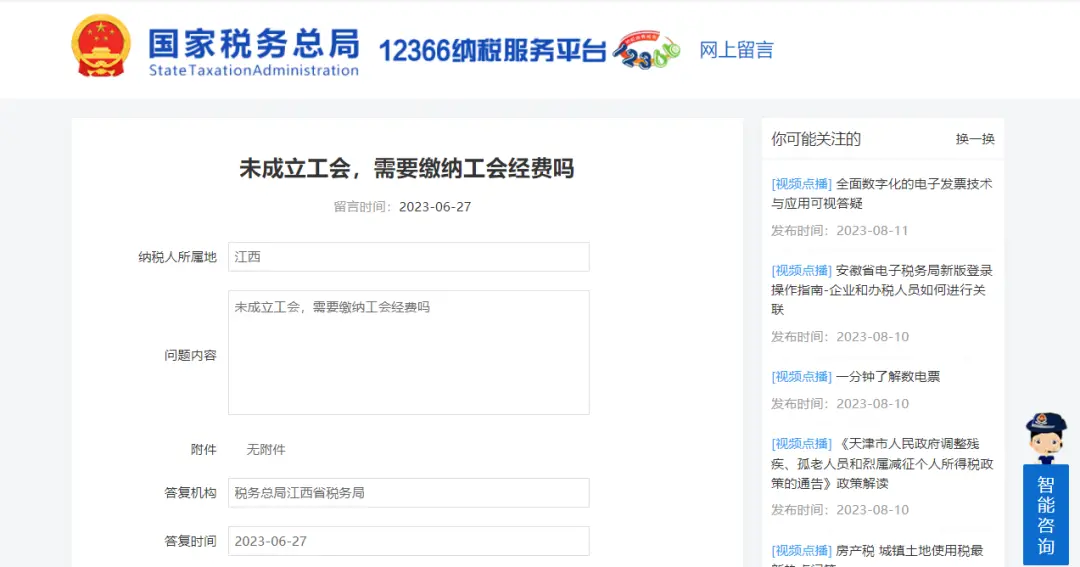 国家税务总局
StateTaxationAdministration
12366纳税服务平台
网上留言
未成立工会，需要缴纳工会经费吗
留言时间：2023-06-27
纳税人所属地 江西
问题内容 未成立工会，需要缴纳工会经费吗
附件 无附件
答复机构 税务总局江西省税务局
答复时间 2023-06-27
你可能关注的 换一换
[视频点播] 全面数字化的电子发票技术
与应用可视答疑
发布时间：2023-08-11
[视频点播] 安徽省电子税务局新版登录
操作指南-企业和办税人员如何进行关
联
发布时间：2023-08-10
[视频点播] 一分钟了解数电票
发布时间：2023-08-10
[视频点播] 《天津市人民政府调整残
疾、孤老人员和烈属减征个人所得税政
策的通告》政策解读
发布时间：2023-08-10
[视频点播] 房产税 城镇土地使用税最
智能咨询